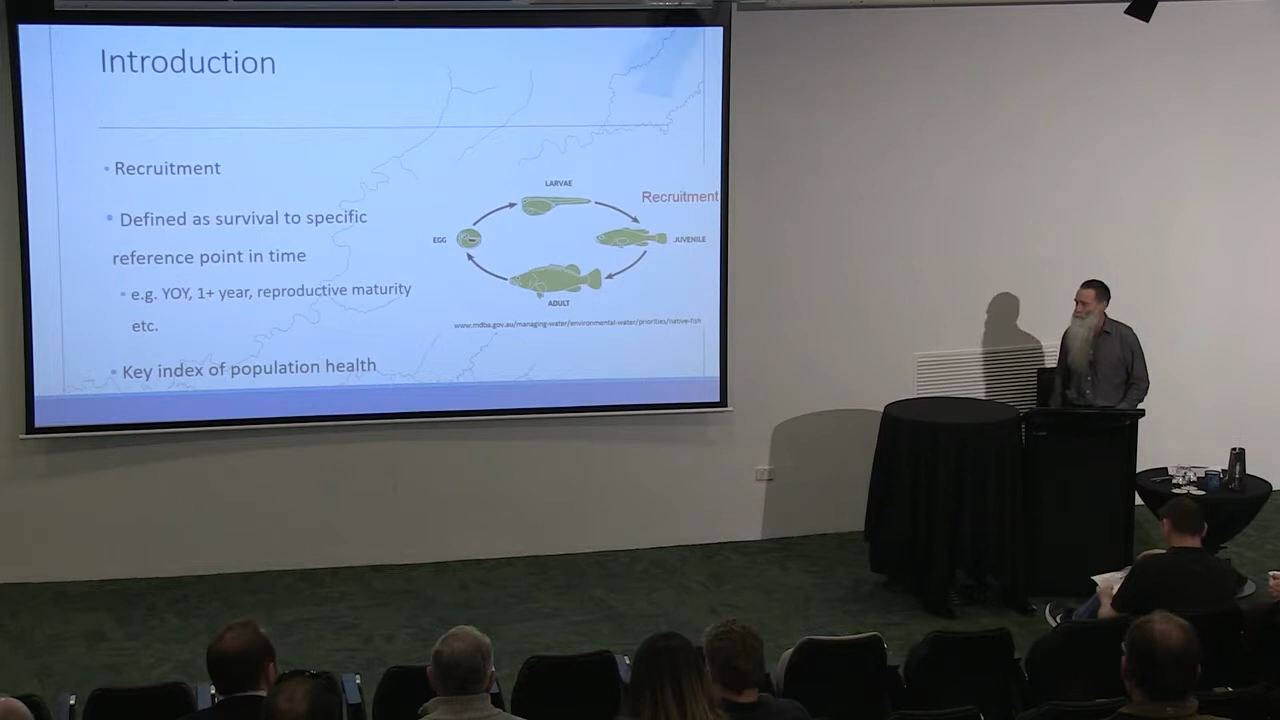 Introduction
• Recruitment
• Defined as survival to specific
reference point in time
• e.g. YOY, 1+ year, reproductive maturity
etc.
• Key index of population health
LARVAE
Recruitment
EGG
JUVENILE
ADULT
www.mdba.gov.au/managing-water/environmental-water/priorities/native-fish